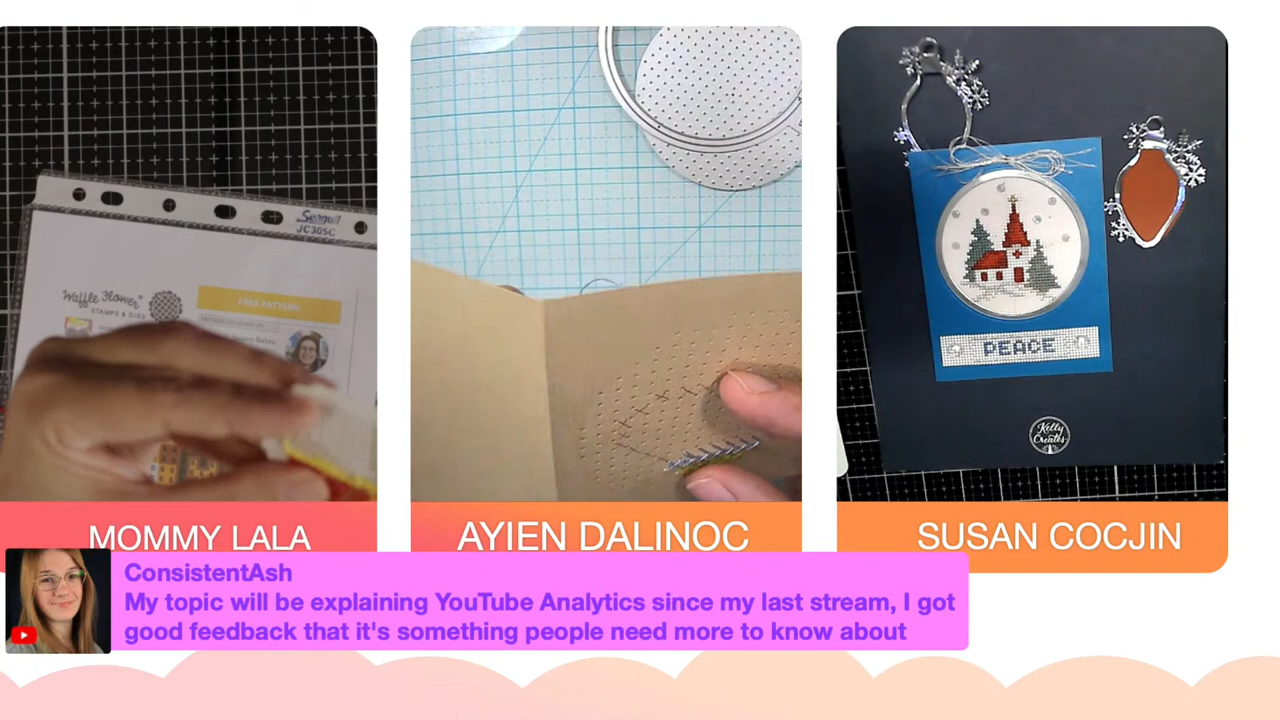 Seagull
JC305C
Waffle Flower
STAMPS & DIES
FREE PATTERN
PEACE
Kelly
Creates
MOMMY LALA
AYIEN DALINOC
SUSAN COCJIN
ConsistentAsh
My topic will be explaining YouTube Analytics since my last stream, I got
good feedback that it's something people need more to know about